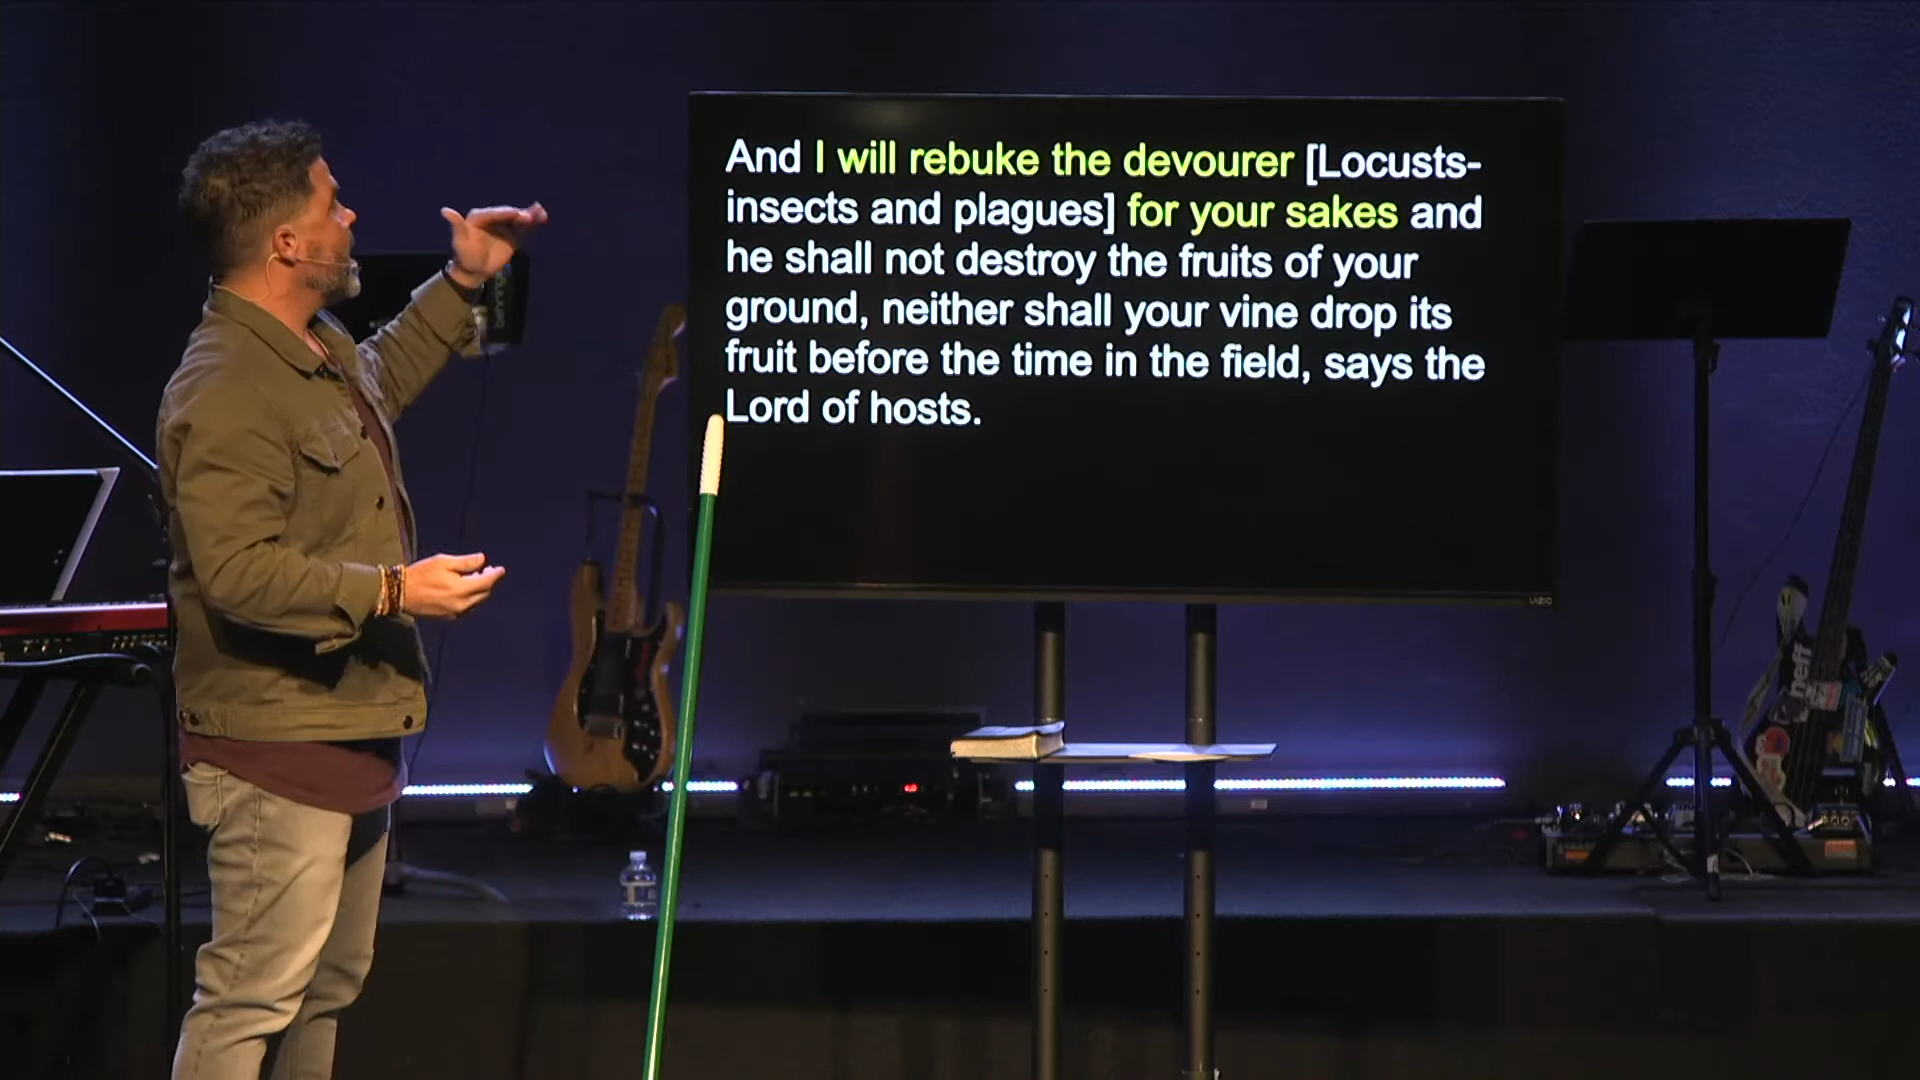 And I will rebuke the devourer [Locusts-
insects and plagues] for your sakes and
he shall not destroy the fruits of your
ground, neither shall your vine drop its
fruit before the time in the field, says the
Lord of hosts.
VIZIO
neff